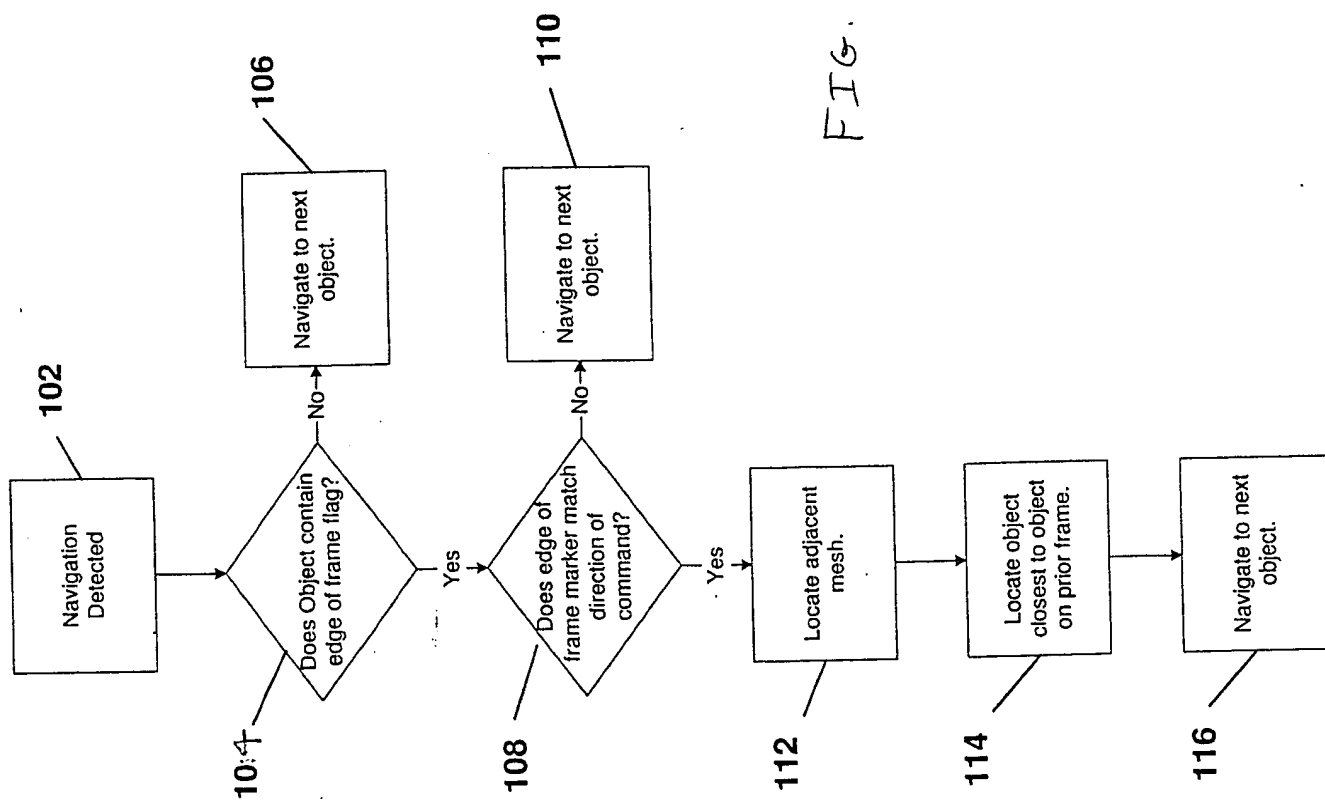 102
Navigation
Detected
104
Does Object contain
edge of frame flag?
No
106
Navigate to next
object.
Yes
108
Does edge of
frame marker match
direction of
command?
No
110
Navigate to next
object.
Yes
112
Locate adjacent
mesh.
114
Locate object
closest to object
on prior frame.
116
Navigate to next
object.
FIG.